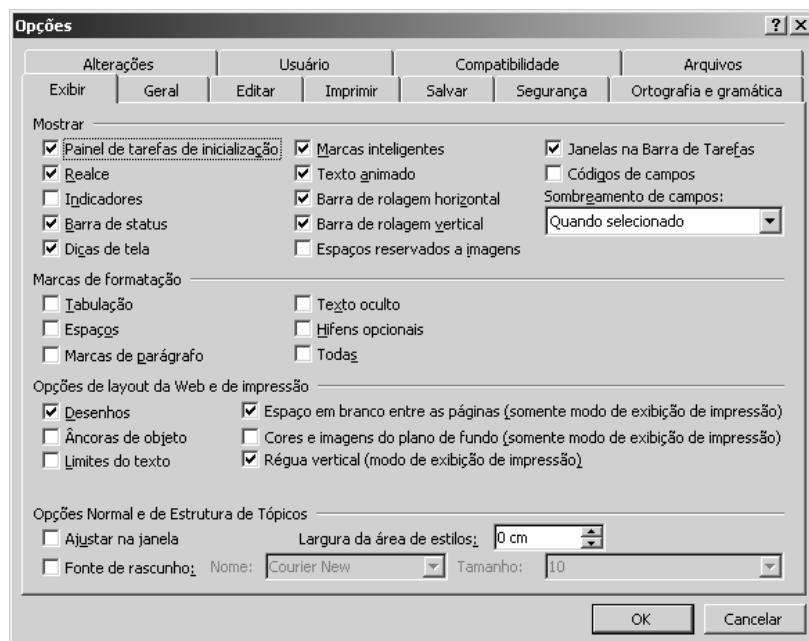 Opções
Alterações Usuário Compatibilidade Arquivos
Exibir Geral Editar Imprimir Salvar Segurança Ortografia e gramática
Mostrar
Painel de tarefas de inicialização Marcas inteligentes Janelas na Barra de Tarefas
Realce Texto animado Códigos de campos
Indicadores Barra de rolagem horizontal Sombreamento de campos:
Barra de status Barra de rolagem vertical Quando selecionado
Dicas de tela Espaços reservados a imagens
Marcas de formatação
Tabulação Texto oculto
Espaços Hifens opcionais
Marcas de parágrafo Todas
Opções de layout da Web e de impressão
Desenhos Espaço em branco entre as páginas (somente modo de exibição de impressão)
Âncoras de objeto Cores e imagens do plano de fundo (somente modo de exibição de impressão)
Limites do texto Régua vertical (modo de exibição de impressão)
Opções Normal e de Estrutura de Tópicos
Ajustar na janela Largura da área de estilos: 0 cm
Fonte de rascunho: Nome: Courier New Tamanho: 10
OK Cancelar